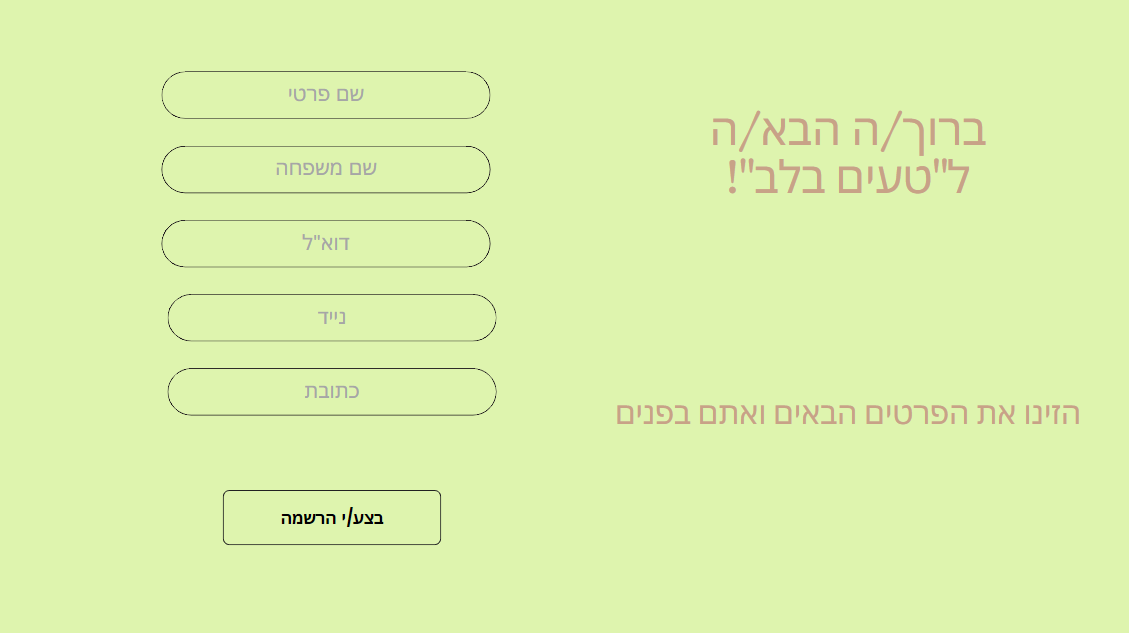 ברוך/ה הבא/ה
ל"טעים בלב"!
הזינו את הפרטים הבאים ואתם בפנים
שם פרטי
שם משפחה
דוא"ל
נייד
כתובת
בצע/י הרשמה